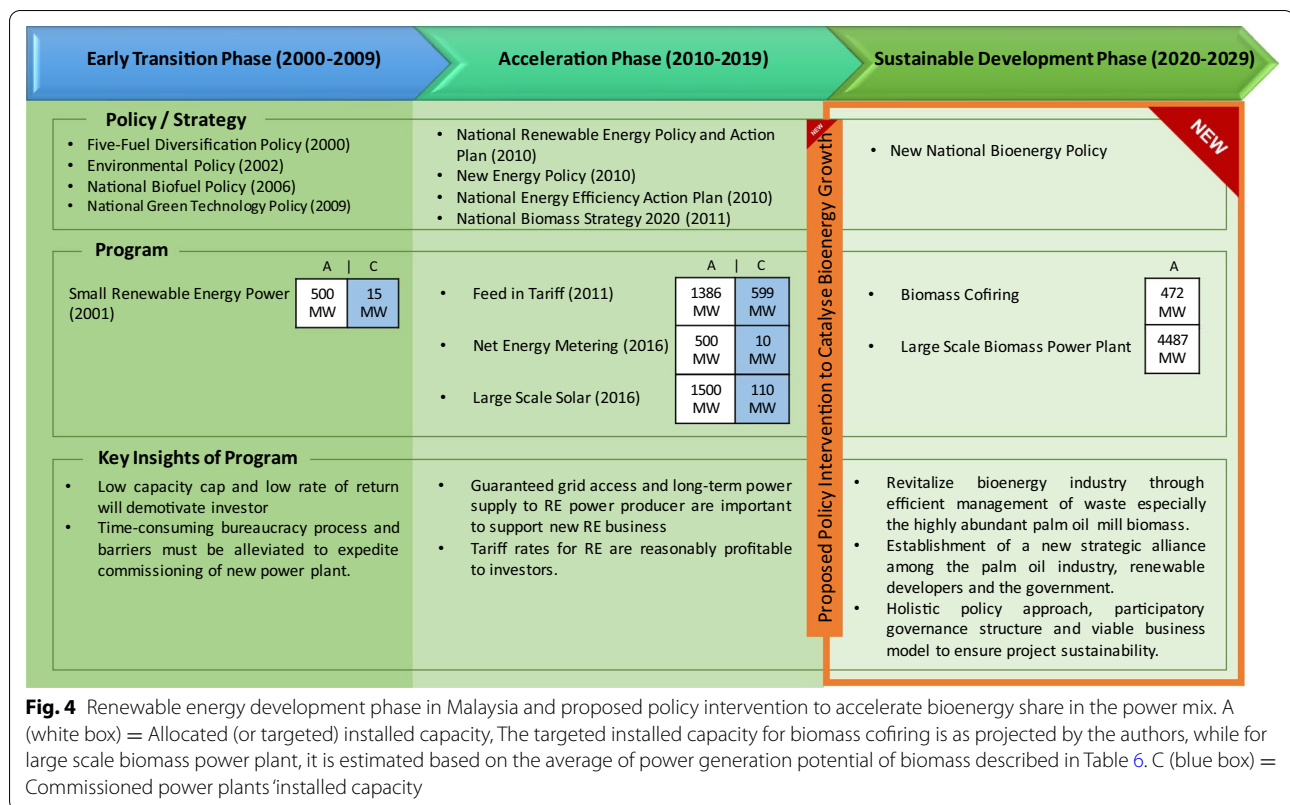 Early Transition Phase (2000-2009)
Acceleration Phase (2010-2019)
Sustainable Development Phase (2020-2029)
Policy / Strategy
• Five-Fuel Diversification Policy (2000)
• Environmental Policy (2002)
• National Biofuel Policy (2006)
• National Green Technology Policy (2009)
• National Renewable Energy Policy and Action
Plan (2010)
• New Energy Policy (2010)
• National Energy Efficiency Action Plan (2010)
• National Biomass Strategy 2020 (2011)
NEW
Proposed Policy Intervention to Catalyse Bioenergy Growth
• New National Bioenergy Policy
NEW
Program
A | C
Small Renewable Energy Power
(2001)
500
MW
15
MW
A | C
• Feed in Tariff (2011)
1386
MW
599
MW
• Net Energy Metering (2016)
500
MW
10
MW
• Large Scale Solar (2016)
1500
MW
110
MW
A
• Biomass Cofiring
472
MW
• Large Scale Biomass Power Plant
4487
MW
Key Insights of Program
• Low capacity cap and low rate of return
will demotivate investor
• Time-consuming bureaucracy process and
barriers must be alleviated to expedite
commissioning of new power plant.
• Guaranteed grid access and long-term power
supply to RE power producer are important
to support new RE business
• Tariff rates for RE are reasonably profitable
to investors.
• Revitalize bioenergy industry through
efficient management of waste especially
the highly abundant palm oil mill biomass.
• Establishment of a new strategic alliance
among the palm oil industry, renewable
developers and the government.
• Holistic policy approach, participatory
governance structure and viable business
model to ensure project sustainability.
Fig. 4 Renewable energy development phase in Malaysia and proposed policy intervention to accelerate bioenergy share in the power mix. A
(white box) = Allocated (or targeted) installed capacity, The targeted installed capacity for biomass cofiring is as projected by the authors, while for
large scale biomass power plant, it is estimated based on the average of power generation potential of biomass described in Table 6. C (blue box) =
Commissioned power plants ‘installed capacity